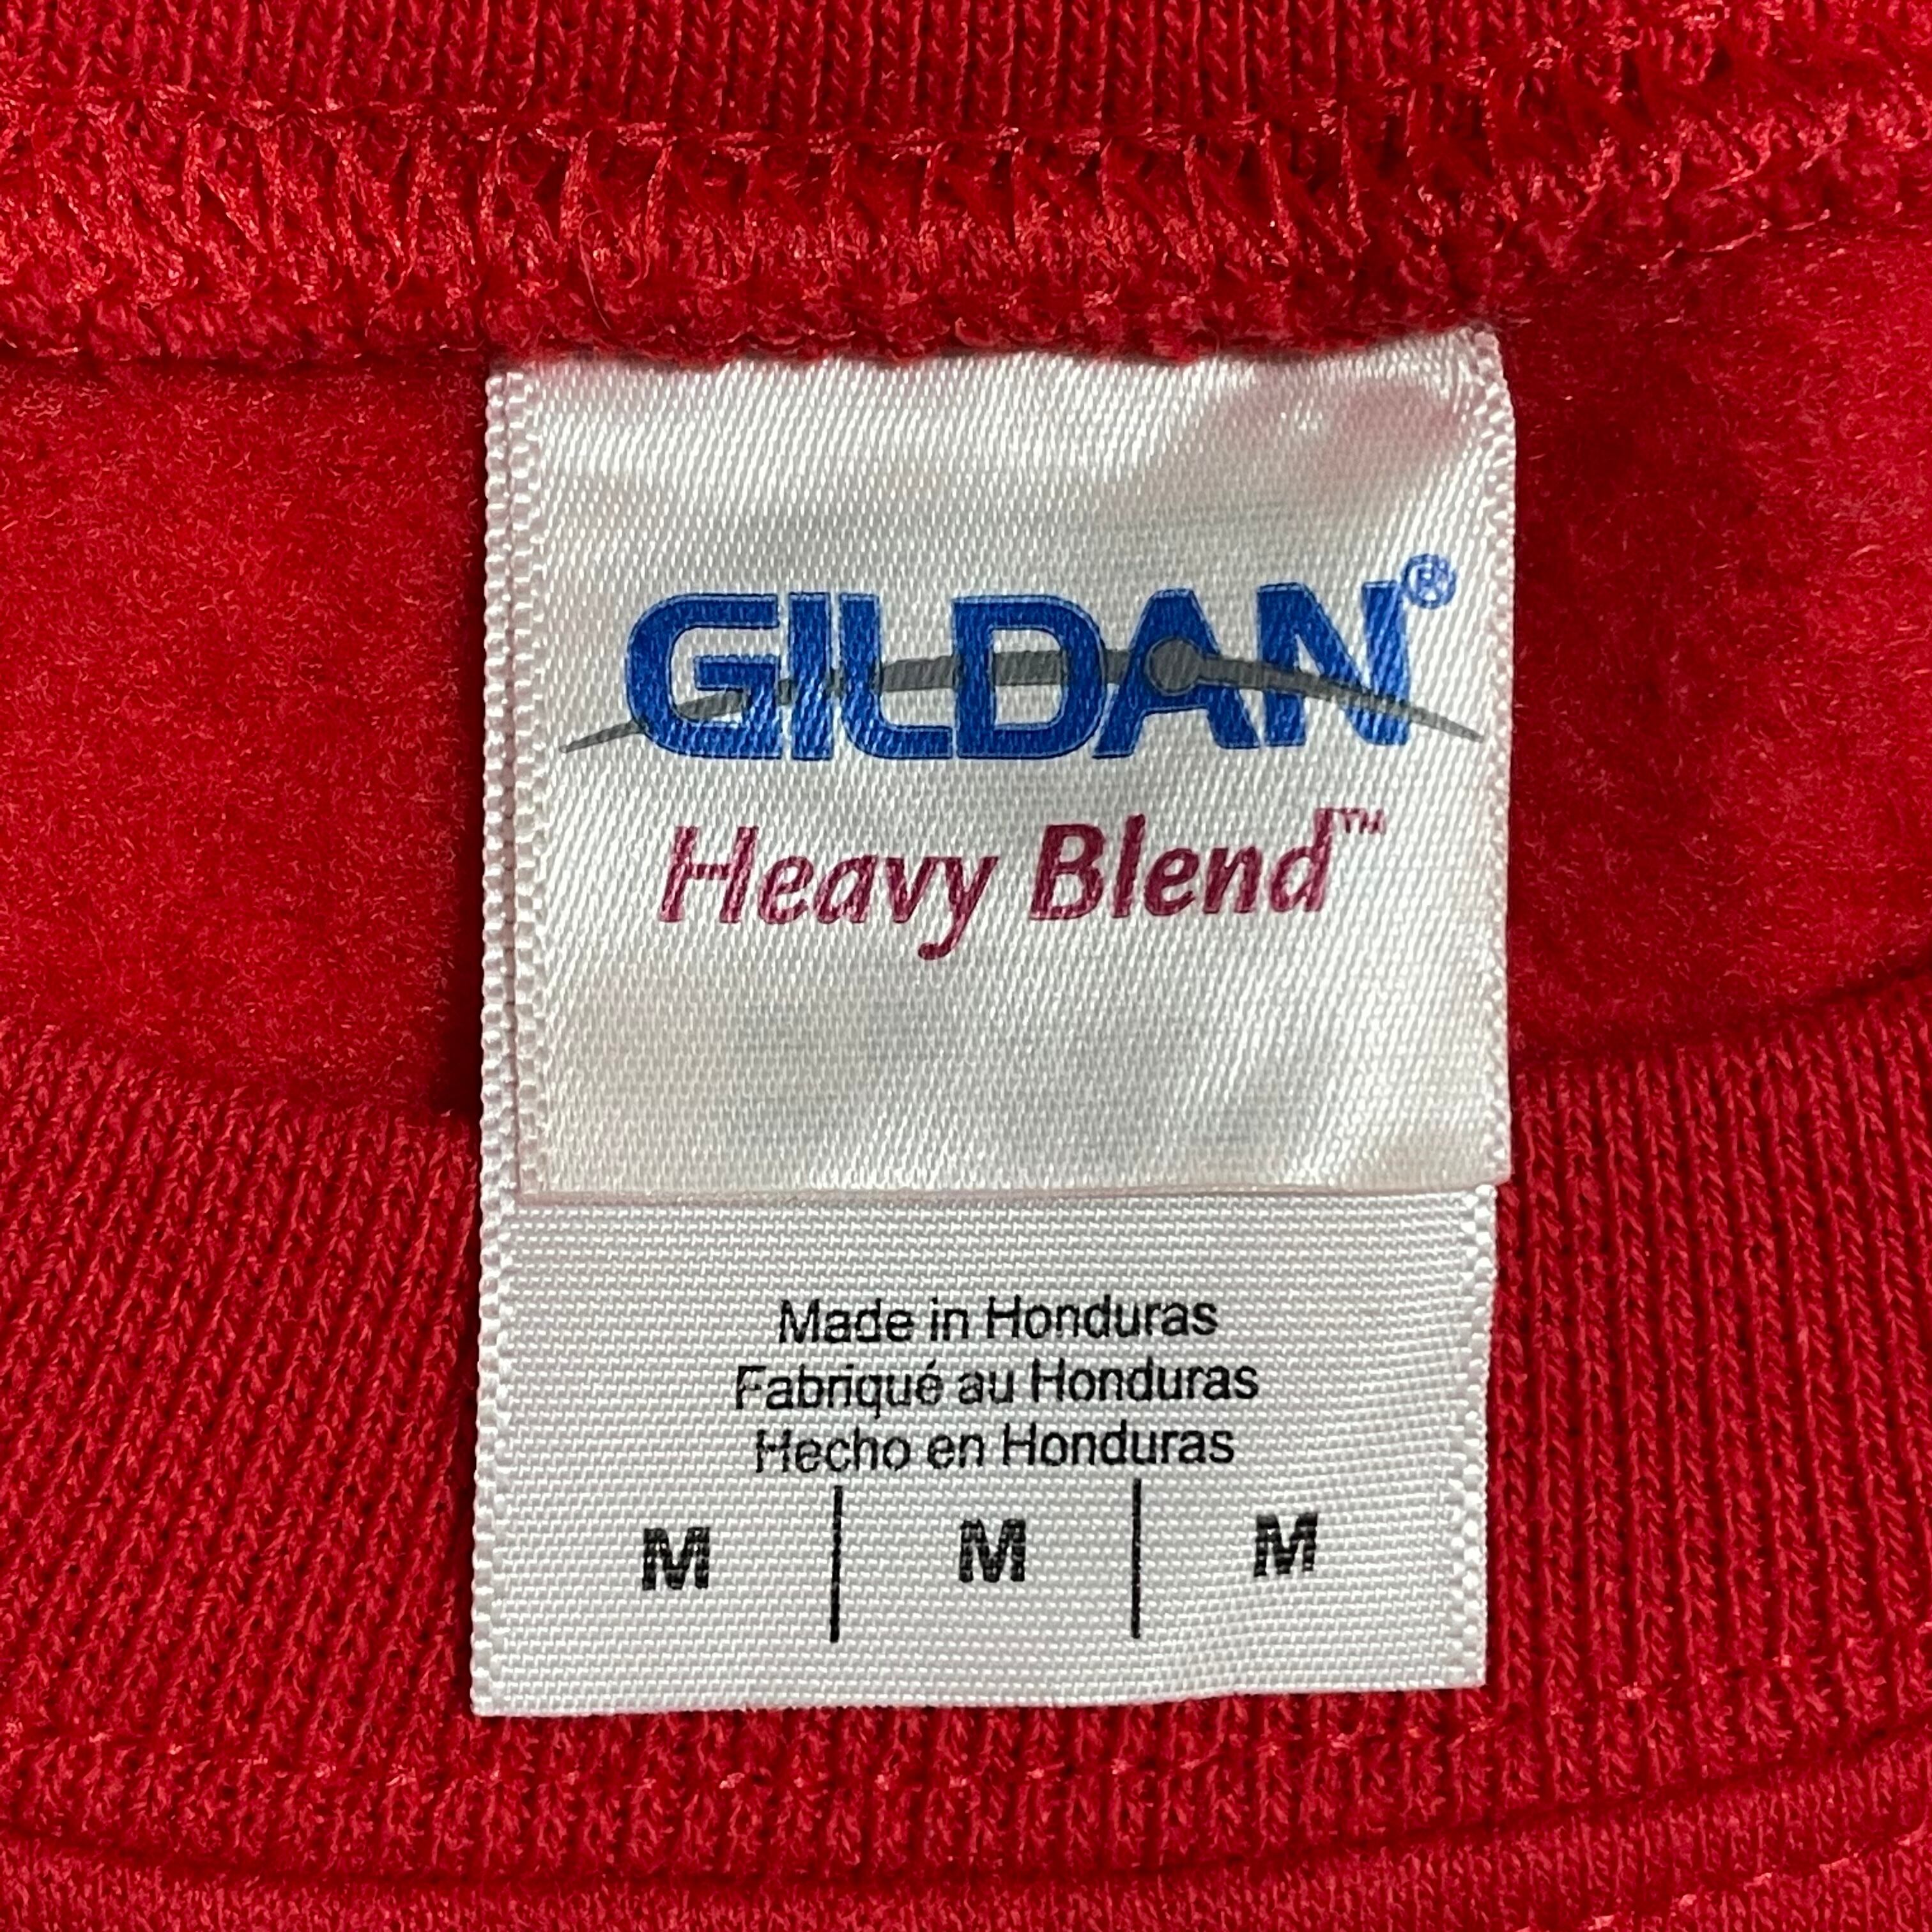 GILDAN®
Heavy Blend™
Made in Honduras
Fabriqué au Honduras
Hecho en Honduras
M | M | M